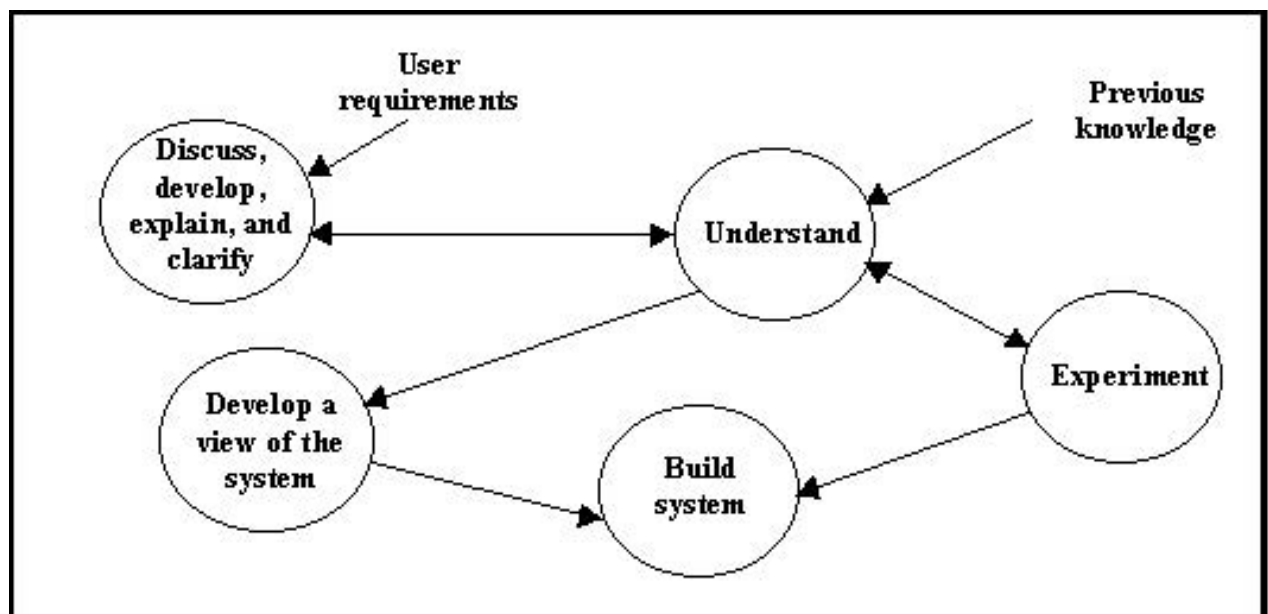 User
requirements
Previous
knowledge
Discuss,
develop,
explain, and
clarify
Understand
Experiment
Develop a
view of the
system
Build
system